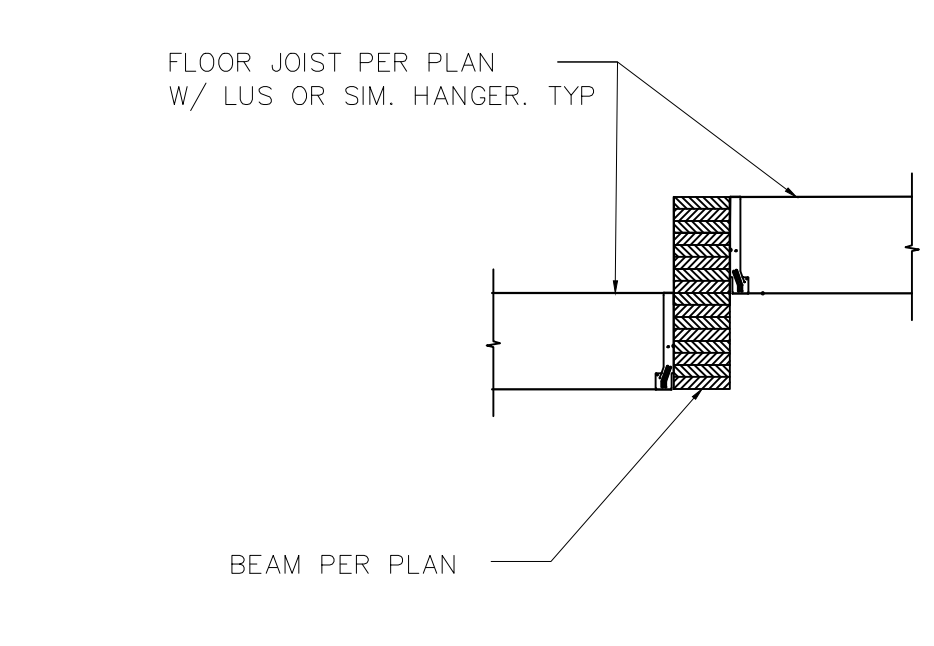 FLOOR JOIST PER PLAN
W/ LUS OR SIM. HANGER. TYP
BEAM PER PLAN